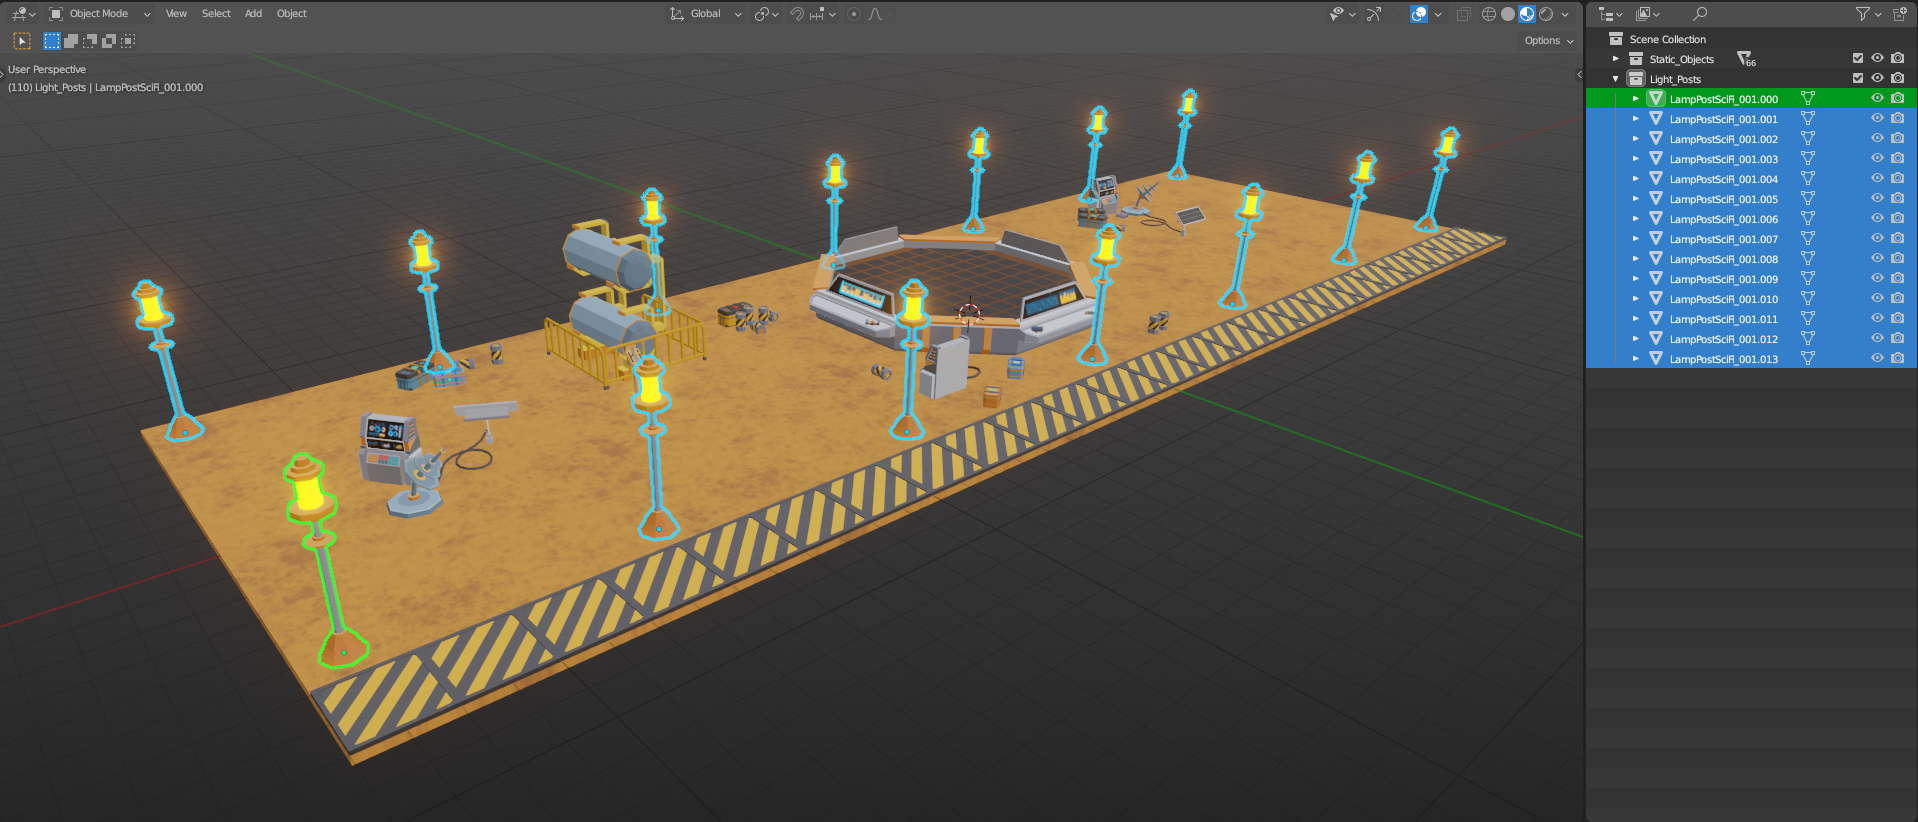 Object Mode View Select Add Object Global
Options
User Perspective
(110) Light_Posts | LampPostSciFi_001.000
Scene Collection
Static_Objects 66
Light_Posts
LampPostSciFi_001.000
LampPostSciFi_001.001
LampPostSciFi_001.002
LampPostSciFi_001.003
LampPostSciFi_001.004
LampPostSciFi_001.005
LampPostSciFi_001.006
LampPostSciFi_001.007
LampPostSciFi_001.008
LampPostSciFi_001.009
LampPostSciFi_001.010
LampPostSciFi_001.011
LampPostSciFi_001.012
LampPostSciFi_001.013